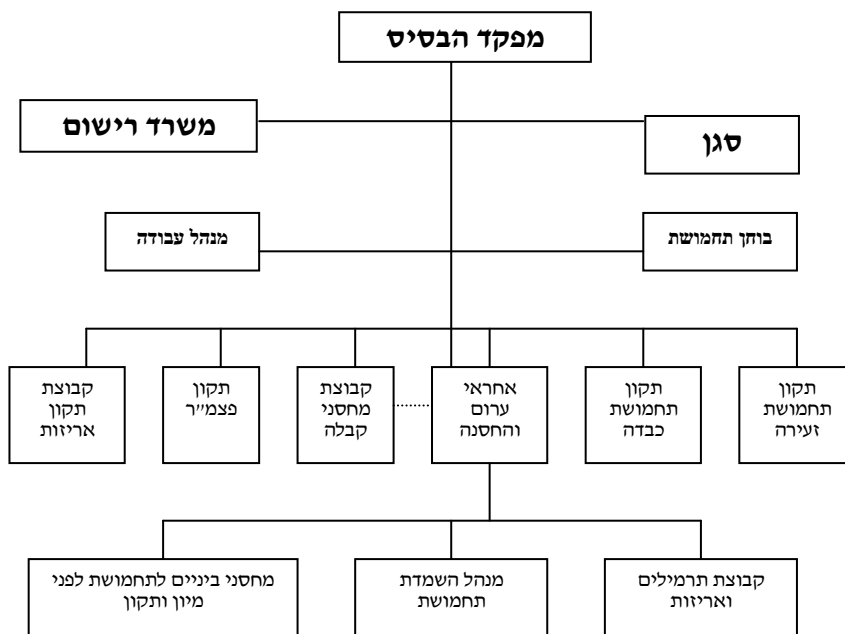 מפקד הבסיס
סגן
משרד רישום
בוחן תחמושת
מנהל עבודה
תקון
תחמושת
זעירה
תקון
תחמושת
כבדה
אחראי
ערום
והחסנה
קבוצת
מחסני
קבלה
תקון
פצמ״ר
קבוצת
תקון
אריזות
קבוצת תרמילים
ואריזות
מנהל השמדת
תחמושת
מחסני ביניים לתחמושת לפני
מיון ותקון